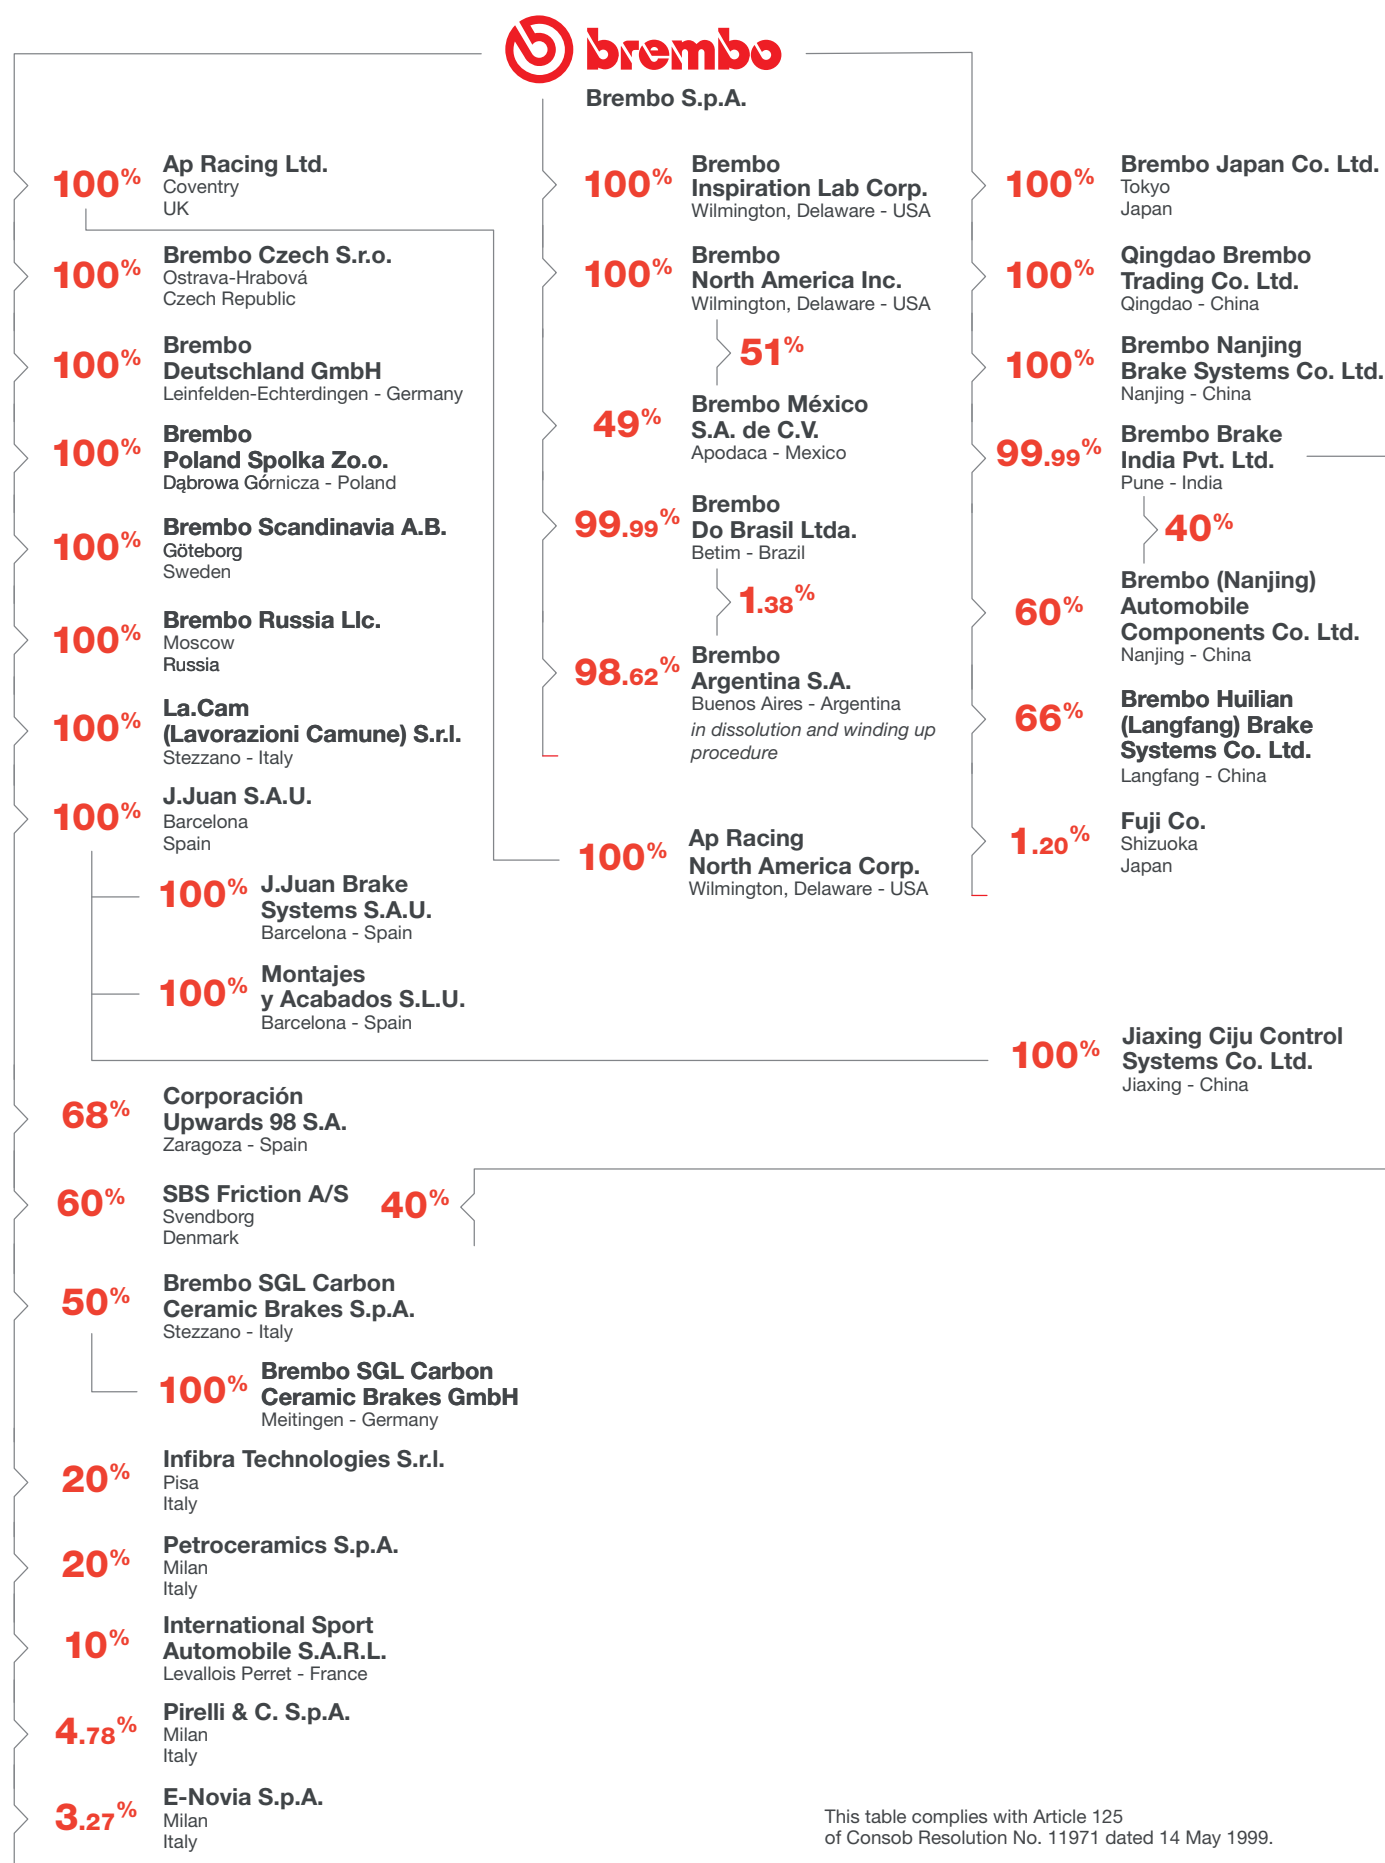 brembo
Brembo S.p.A.
100%
Ap Racing Ltd.
Coventry
UK
100%
Brembo Czech S.r.o.
Ostrava-Hrabová
Czech Republic
100%
Brembo
Deutschland GmbH
Leinfelden-Echterdingen - Germany
100%
Brembo
Poland Spolka Zo.o.
Dąbrowa Górnicza - Poland
100%
Brembo Scandinavia A.B.
Göteborg
Sweden
100%
Brembo Russia Llc.
Moscow
Russia
100%
La.Cam
(Lavorazioni Camune) S.r.l.
Stezzano - Italy
100%
J.Juan S.A.U.
Barcelona
Spain
100%
J.Juan Brake
Systems S.A.U.
Barcelona - Spain
100%
Montajes
y Acabados S.L.U.
Barcelona - Spain
68%
Corporación
Upwards 98 S.A.
Zaragoza - Spain
60%
SBS Friction A/S
Svendborg
Denmark
40%
50%
Brembo SGL Carbon
Ceramic Brakes S.p.A.
Stezzano - Italy
100%
Brembo SGL Carbon
Ceramic Brakes GmbH
Meitingen - Germany
20%
Infibra Technologies S.r.l.
Pisa
Italy
20%
Petroceramics S.p.A.
Milan
Italy
10%
International Sport
Automobile S.A.R.L.
Levallois Perret - France
4.78%
Pirelli & C. S.p.A.
Milan
Italy
3.27%
E-Novia S.p.A.
Milan
Italy
100%
Brembo
Inspiration Lab Corp.
Wilmington, Delaware - USA
100%
Brembo
North America Inc.
Wilmington, Delaware - USA
51%
49%
Brembo México
S.A. de C.V.
Apodaca - Mexico
99.99%
Brembo
Do Brasil Ltda.
Betim - Brazil
1.38%
98.62%
Brembo
Argentina S.A.
Buenos Aires - Argentina
in dissolution and winding up
procedure
100%
Ap Racing
North America Corp.
Wilmington, Delaware - USA
100%
Brembo Japan Co. Ltd.
Tokyo
Japan
100%
Qingdao Brembo
Trading Co. Ltd.
Qingdao - China
100%
Brembo Nanjing
Brake Systems Co. Ltd.
Nanjing - China
99.99%
Brembo Brake
India Pvt. Ltd.
Pune - India
40%
60%
Brembo (Nanjing)
Automobile
Components Co. Ltd.
Nanjing - China
66%
Brembo Huilian
(Langfang) Brake
Systems Co. Ltd.
Langfang - China
1.20%
Fuji Co.
Shizuoka
Japan
100%
Jiaxing Ciju Control
Systems Co. Ltd.
Jiaxing - China
This table complies with Article 125
of Consob Resolution No. 11971 dated 14 May 1999.